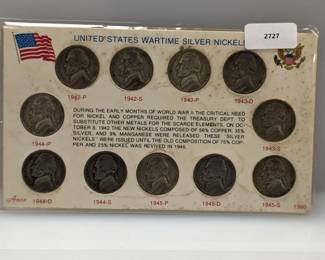 2727
UNITED STATES WARTIME SILVER NICKELS
1942-P 1942-S 1943-P 1943-D
DURING THE EARLY MONTHS OF WORLD WAR II THE CRITICAL NEED
FOR NICKEL AND COPPER REQUIRED THE TREASURY DEPT. TO
SUBSTITUTE OTHER METALS FOR THE SCARCE ELEMENTS. ON OC-
TOBER 8, 1942 THE NEW NICKELS COMPOSED OF 56% COPPER, 35%
SILVER, AND 9% MANGANESE WERE RELEASED. THESE "SILVER
NICKELS" WERE ISSUED UNTIL THE OLD COMPOSITION OF 75% COP-
PER AND 25% NICKEL WAS REVIVED IN 1946.
1944-P 1943-S
1944-D 1944-S 1945-P 1945-D 1945-S
1980